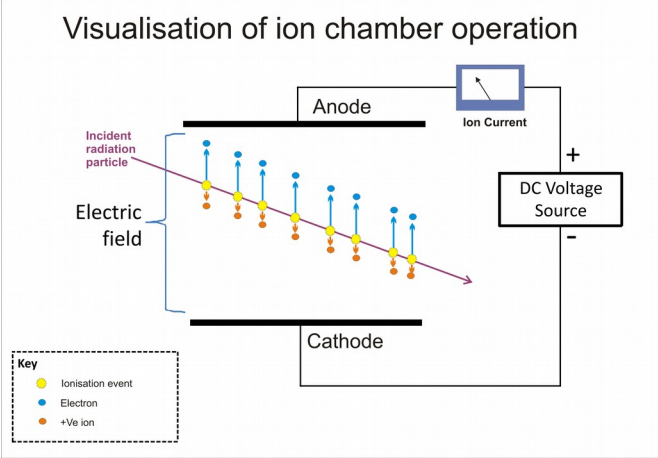 Visualisation of ion chamber operation
Anode
Ion Current
Incident
radiation
particle
+
DC Voltage
Source
-
Electric
field
Cathode
Key
Ionisation event
Electron
+Ve ion